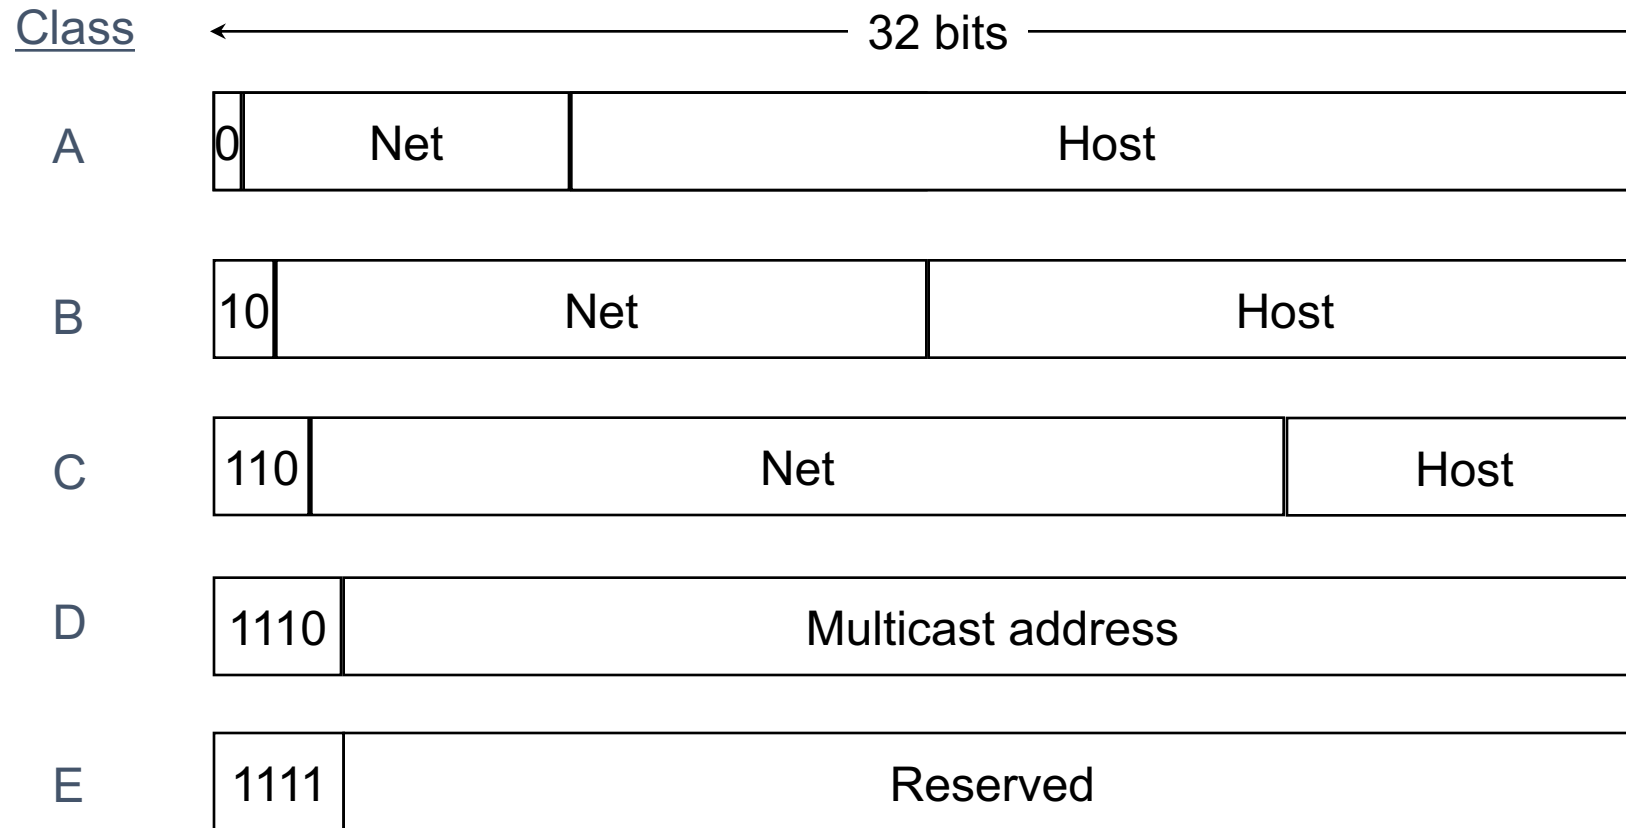 Class 32 bits
A 0 Net Host
B 10 Net Host
C 110 Net Host
D 1110 Multicast address
E 1111 Reserved